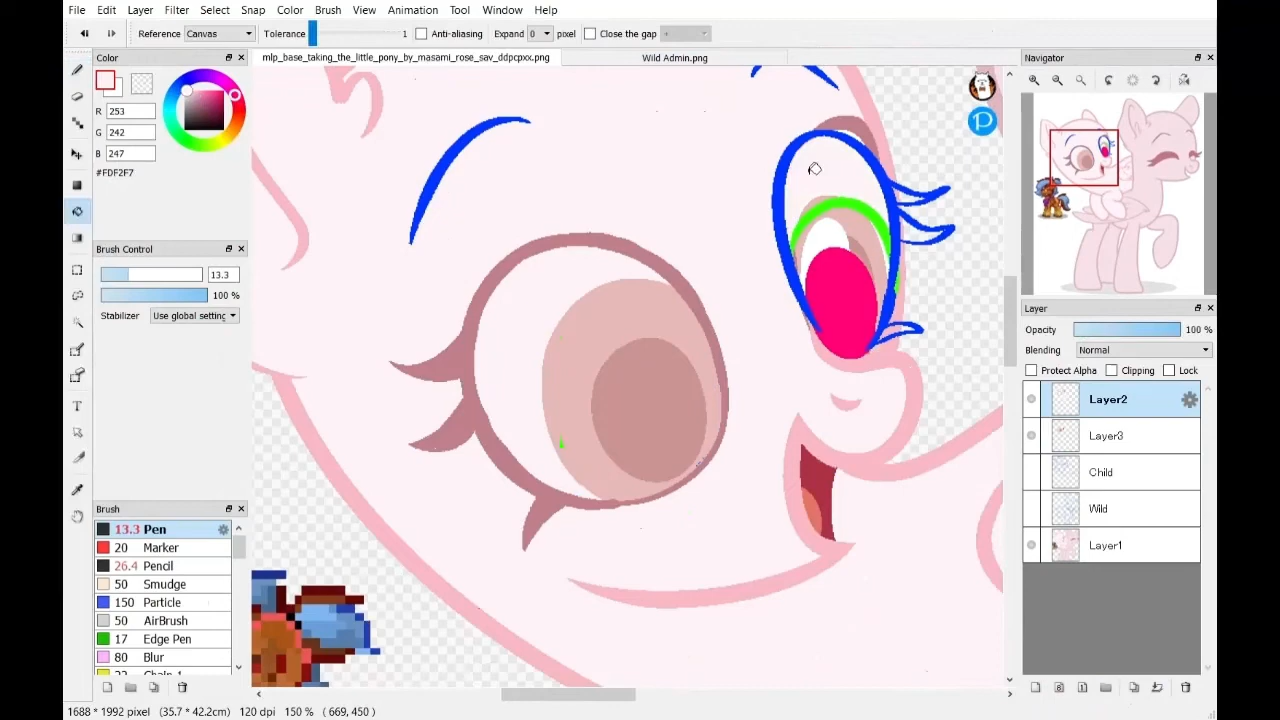 File Edit Layer Filter Select Snap Color Brush View Animation Tool Window Help
Reference Canvas Tolerance 1 Anti-aliasing Expand 0 pixel Close the gap
Color mlp_base_taking_the_little_pony_by_masami_rose_sav_ddpcpxx.png Wild Admin.png Navigator
R 253
G 242
B 247
#FDF2F7
Brush Control
13.3
100 %
Stabilizer Use global setting
Brush
13.3 Pen
20 Marker
26.4 Pencil
50 Smudge
150 Particle
50 AirBrush
17 Edge Pen
80 Blur
Layer
Opacity 100 %
Blending Normal
Protect Alpha Clipping Lock
Layer2
Layer3
Child
Wild
Layer1
1688 * 1992 pixel (35.7 * 42.2cm) 120 dpi 150 % ( 669, 450 )